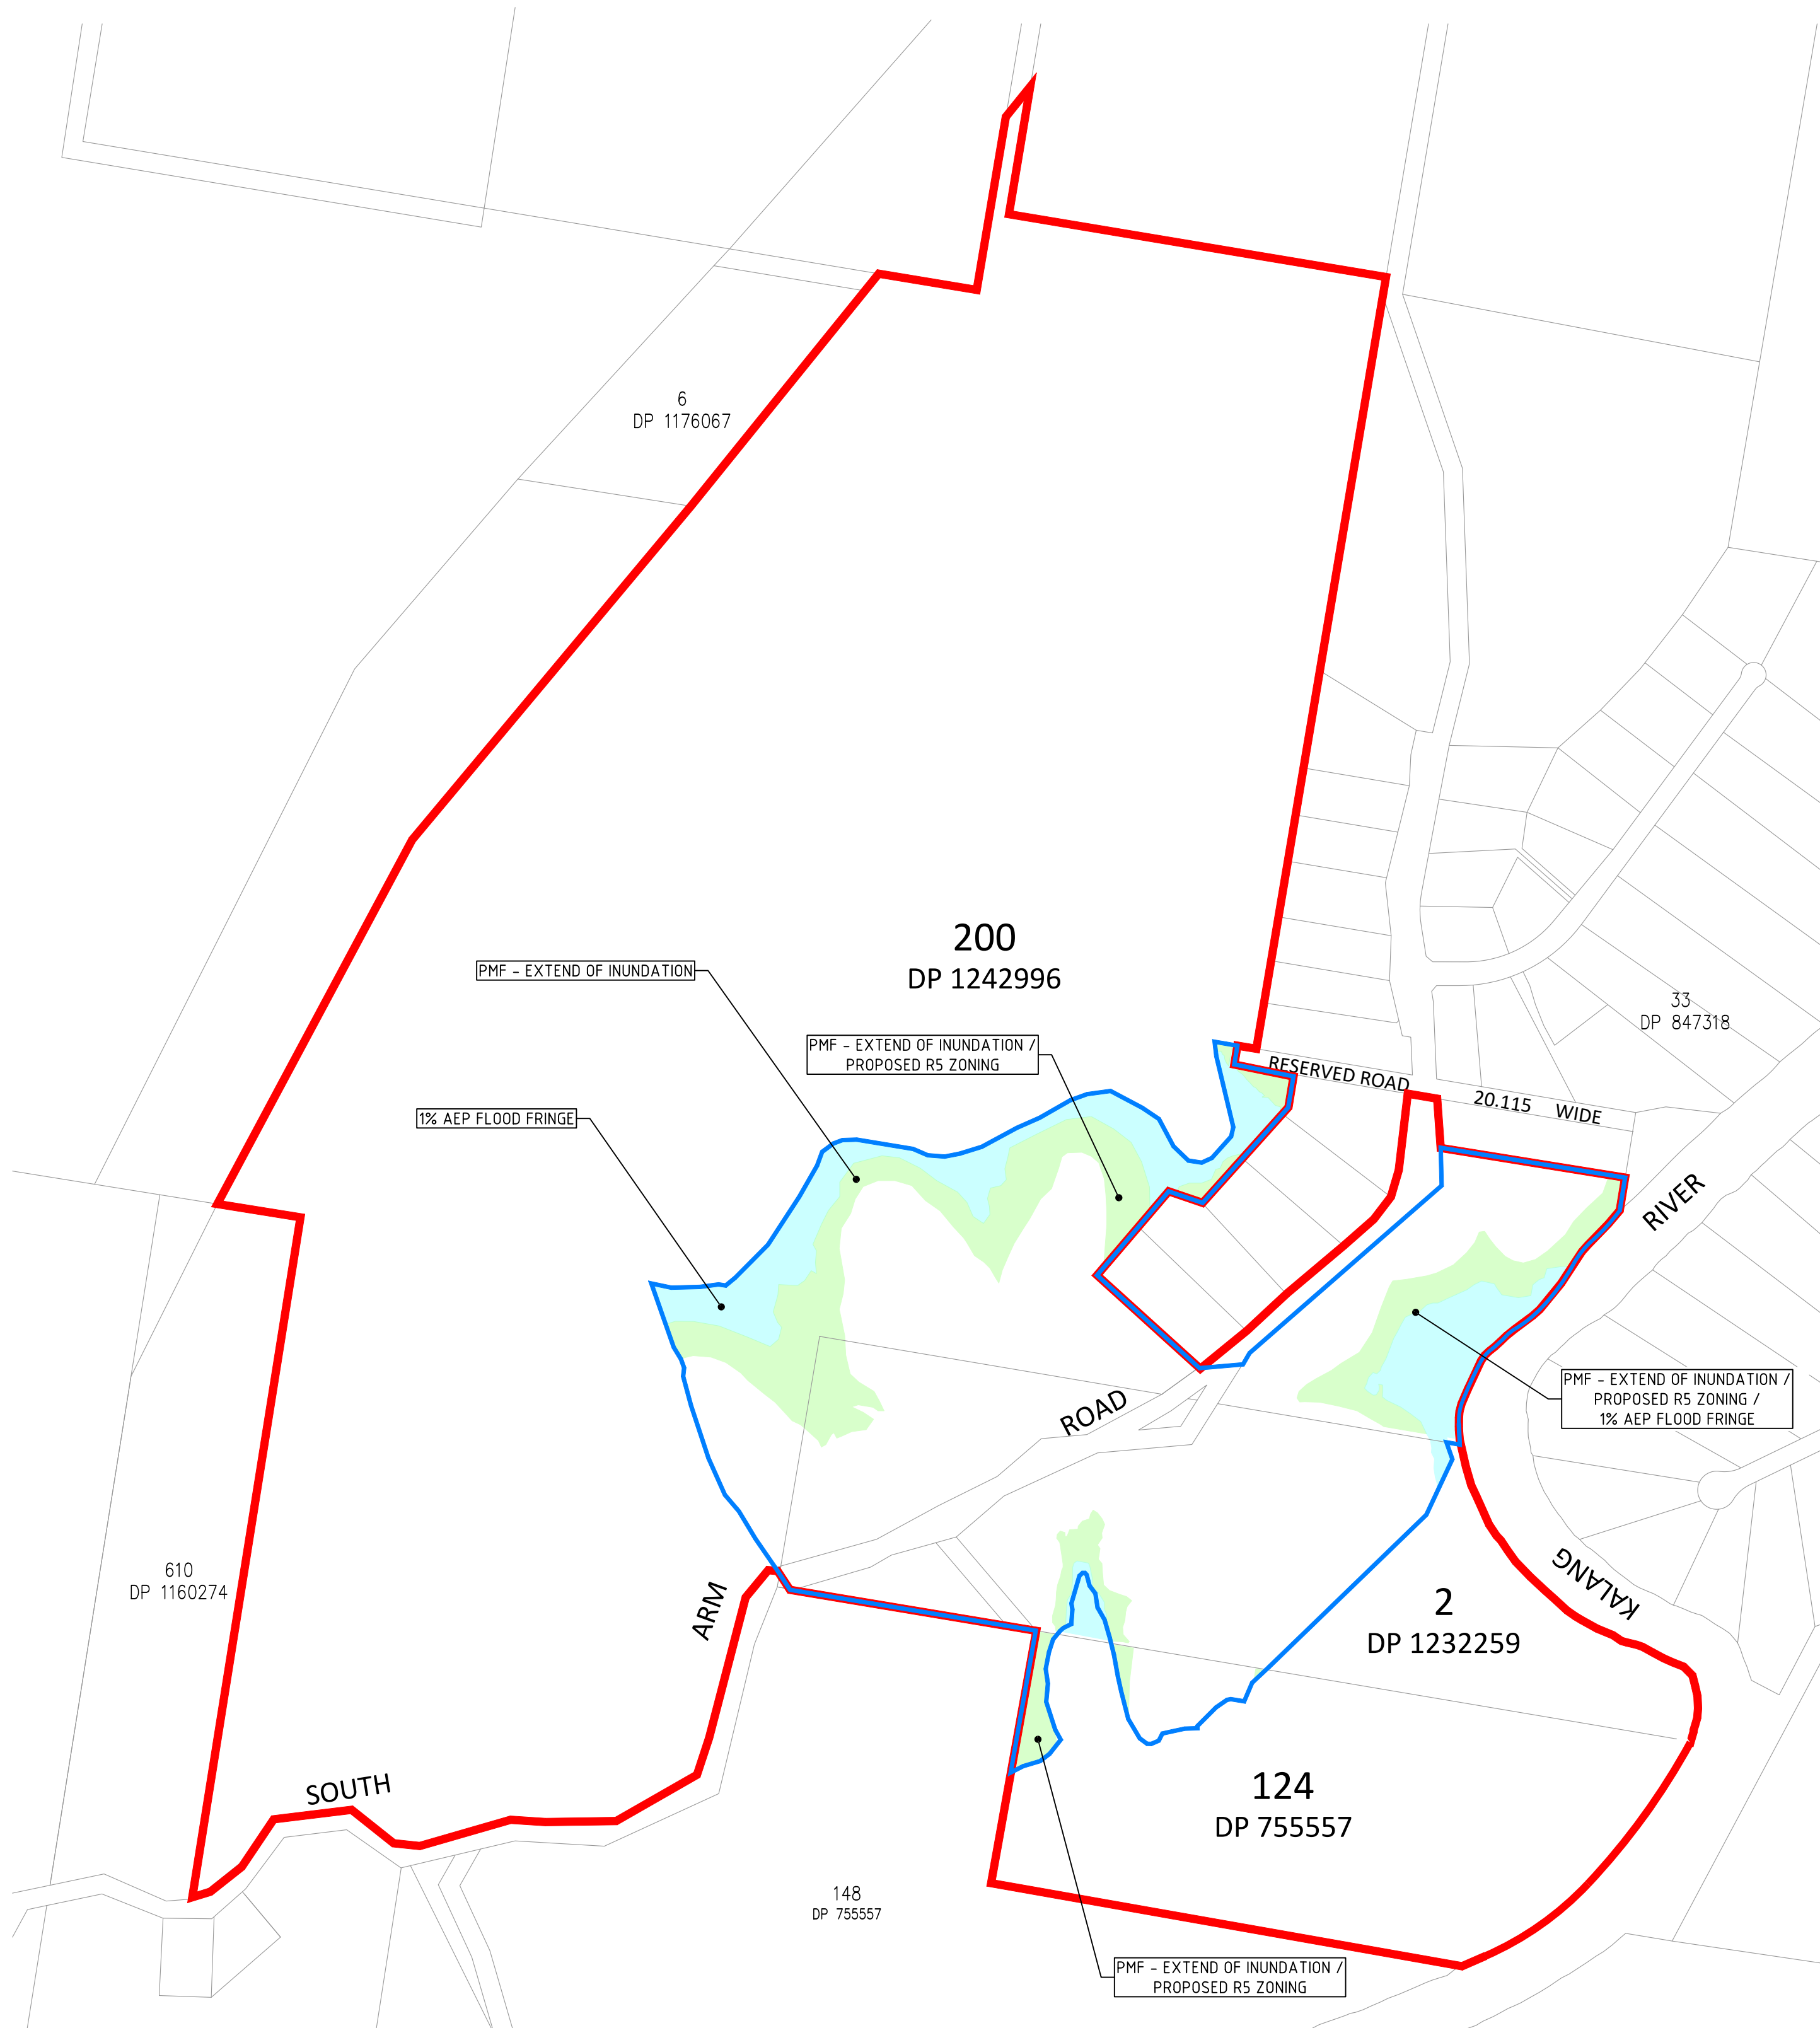 6
DP 1176067
200
DP 1242996
PMF - EXTEND OF INUNDATION
33
DP 847318
PMF - EXTEND OF INUNDATION /
PROPOSED R5 ZONING
RESERVED ROAD
20.115 WIDE
1% AEP FLOOD FRINGE
RIVER
PMF - EXTEND OF INUNDATION /
PROPOSED R5 ZONING /
1% AEP FLOOD FRINGE
ROAD
610
DP 1160274
ARM
KALANG
2
DP 1232259
SOUTH
124
DP 755557
148
DP 755557
PMF - EXTEND OF INUNDATION /
PROPOSED R5 ZONING